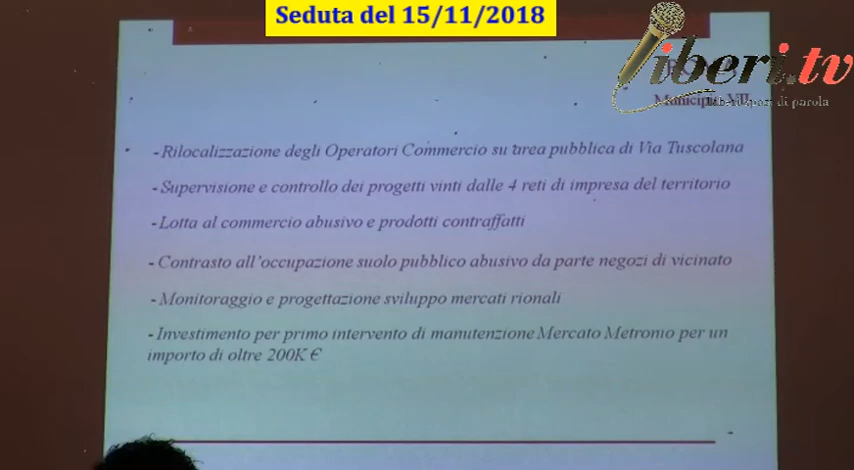 Seduta del 15/11/2018
liberi.tv
Municipio VII
-Rilocalizzazione degli Operatori Commercio su area pubblica di Via Tuscolana
-Supervisione e controllo dei progetti vinti dalle 4 reti di impresa del territorio
-Lotta al commercio abusivo e prodotti contraffatti
-Contrasto all'occupazione suolo pubblico abusivo da parte negozi di vicinato
-Monitoraggio e progettazione sviluppo mercati rionali
-Investimento per primo intervento di manutenzione Mercato Metronio per un
importo di oltre 200K €